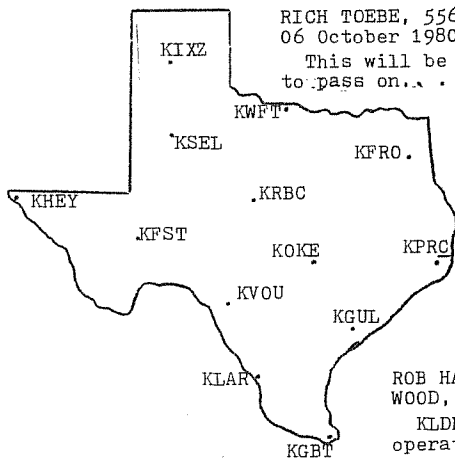 RICH TOEBE, 556
06 October 1980
This will be
to pass on...
KIXZ
KWFT
KSEL
KFRO
KHEY
KRBC
KFST
KOKE
KPRC
KVOU
KGUL
KLAR
ROB HA
WOOD,
KLD
KGBT
operat